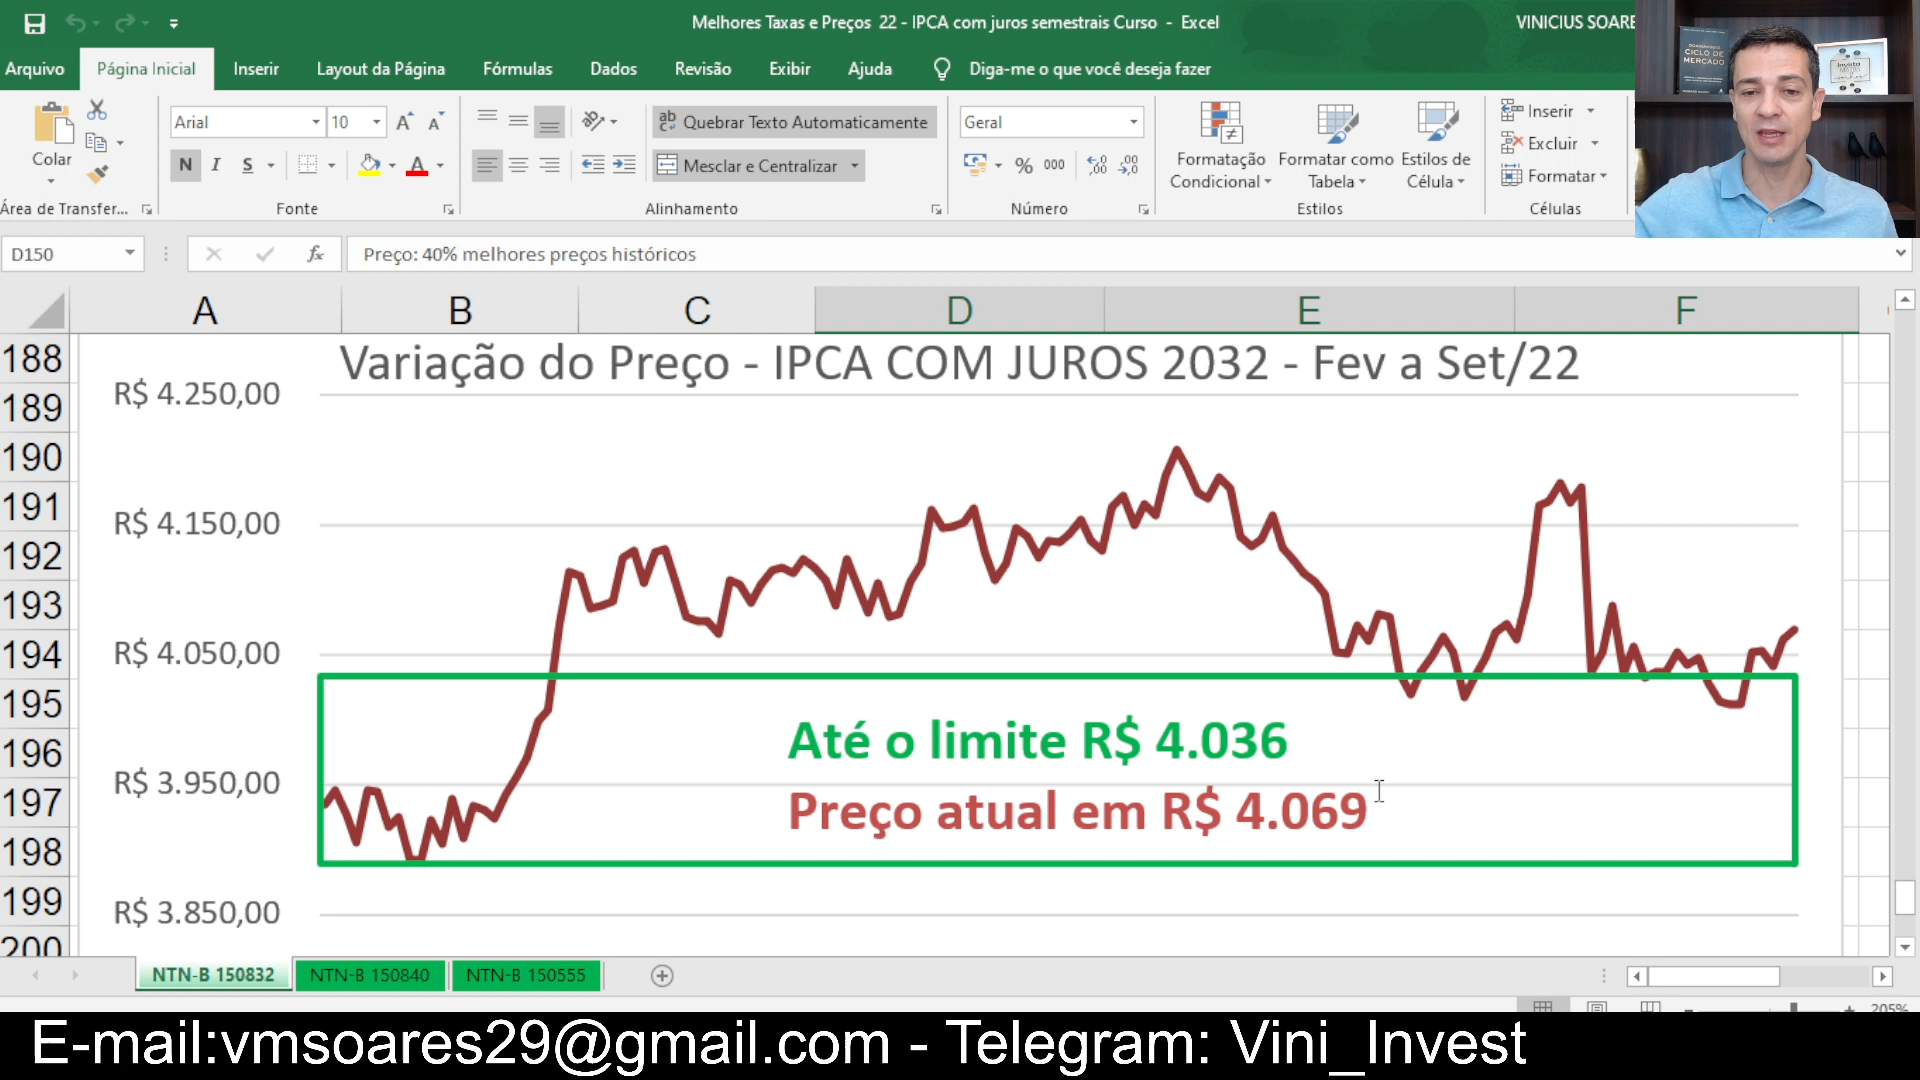 Melhores Taxas e Preços 22 - IPCA com juros semestrais Curso - Excel
VINICIUS SOARE
Arquivo Página Inicial Inserir Layout da Página Fórmulas Dados Revisão Exibir Ajuda Diga-me o que você deseja fazer
CICLO DE
MERCADO
Colar
Arial 10
N I S
Quebrar Texto Automaticamente
Mesclar e Centralizar
Geral
% 000
Formatação Condicional
Formatar como Tabela
Estilos de Célula
Inserir
Excluir
Formatar
Área de Transfer... Fonte Alinhamento Número Estilos Células
D150 fx Preço: 40% melhores preços históricos
A B C D E F
188
189
190
191
192
193
194
195
196
197
198
199
200
Variação do Preço - IPCA COM JUROS 2032 - Fev a Set/22
R$ 4.250,00
R$ 4.150,00
R$ 4.050,00
R$ 3.950,00
R$ 3.850,00
Até o limite R$ 4.036
Preço atual em R$ 4.069
NTN-B 150832 NTN-B 150840 NTN-B 150555
205%
E-mail:vmsoares29@gmail.com - Telegram: Vini_Invest